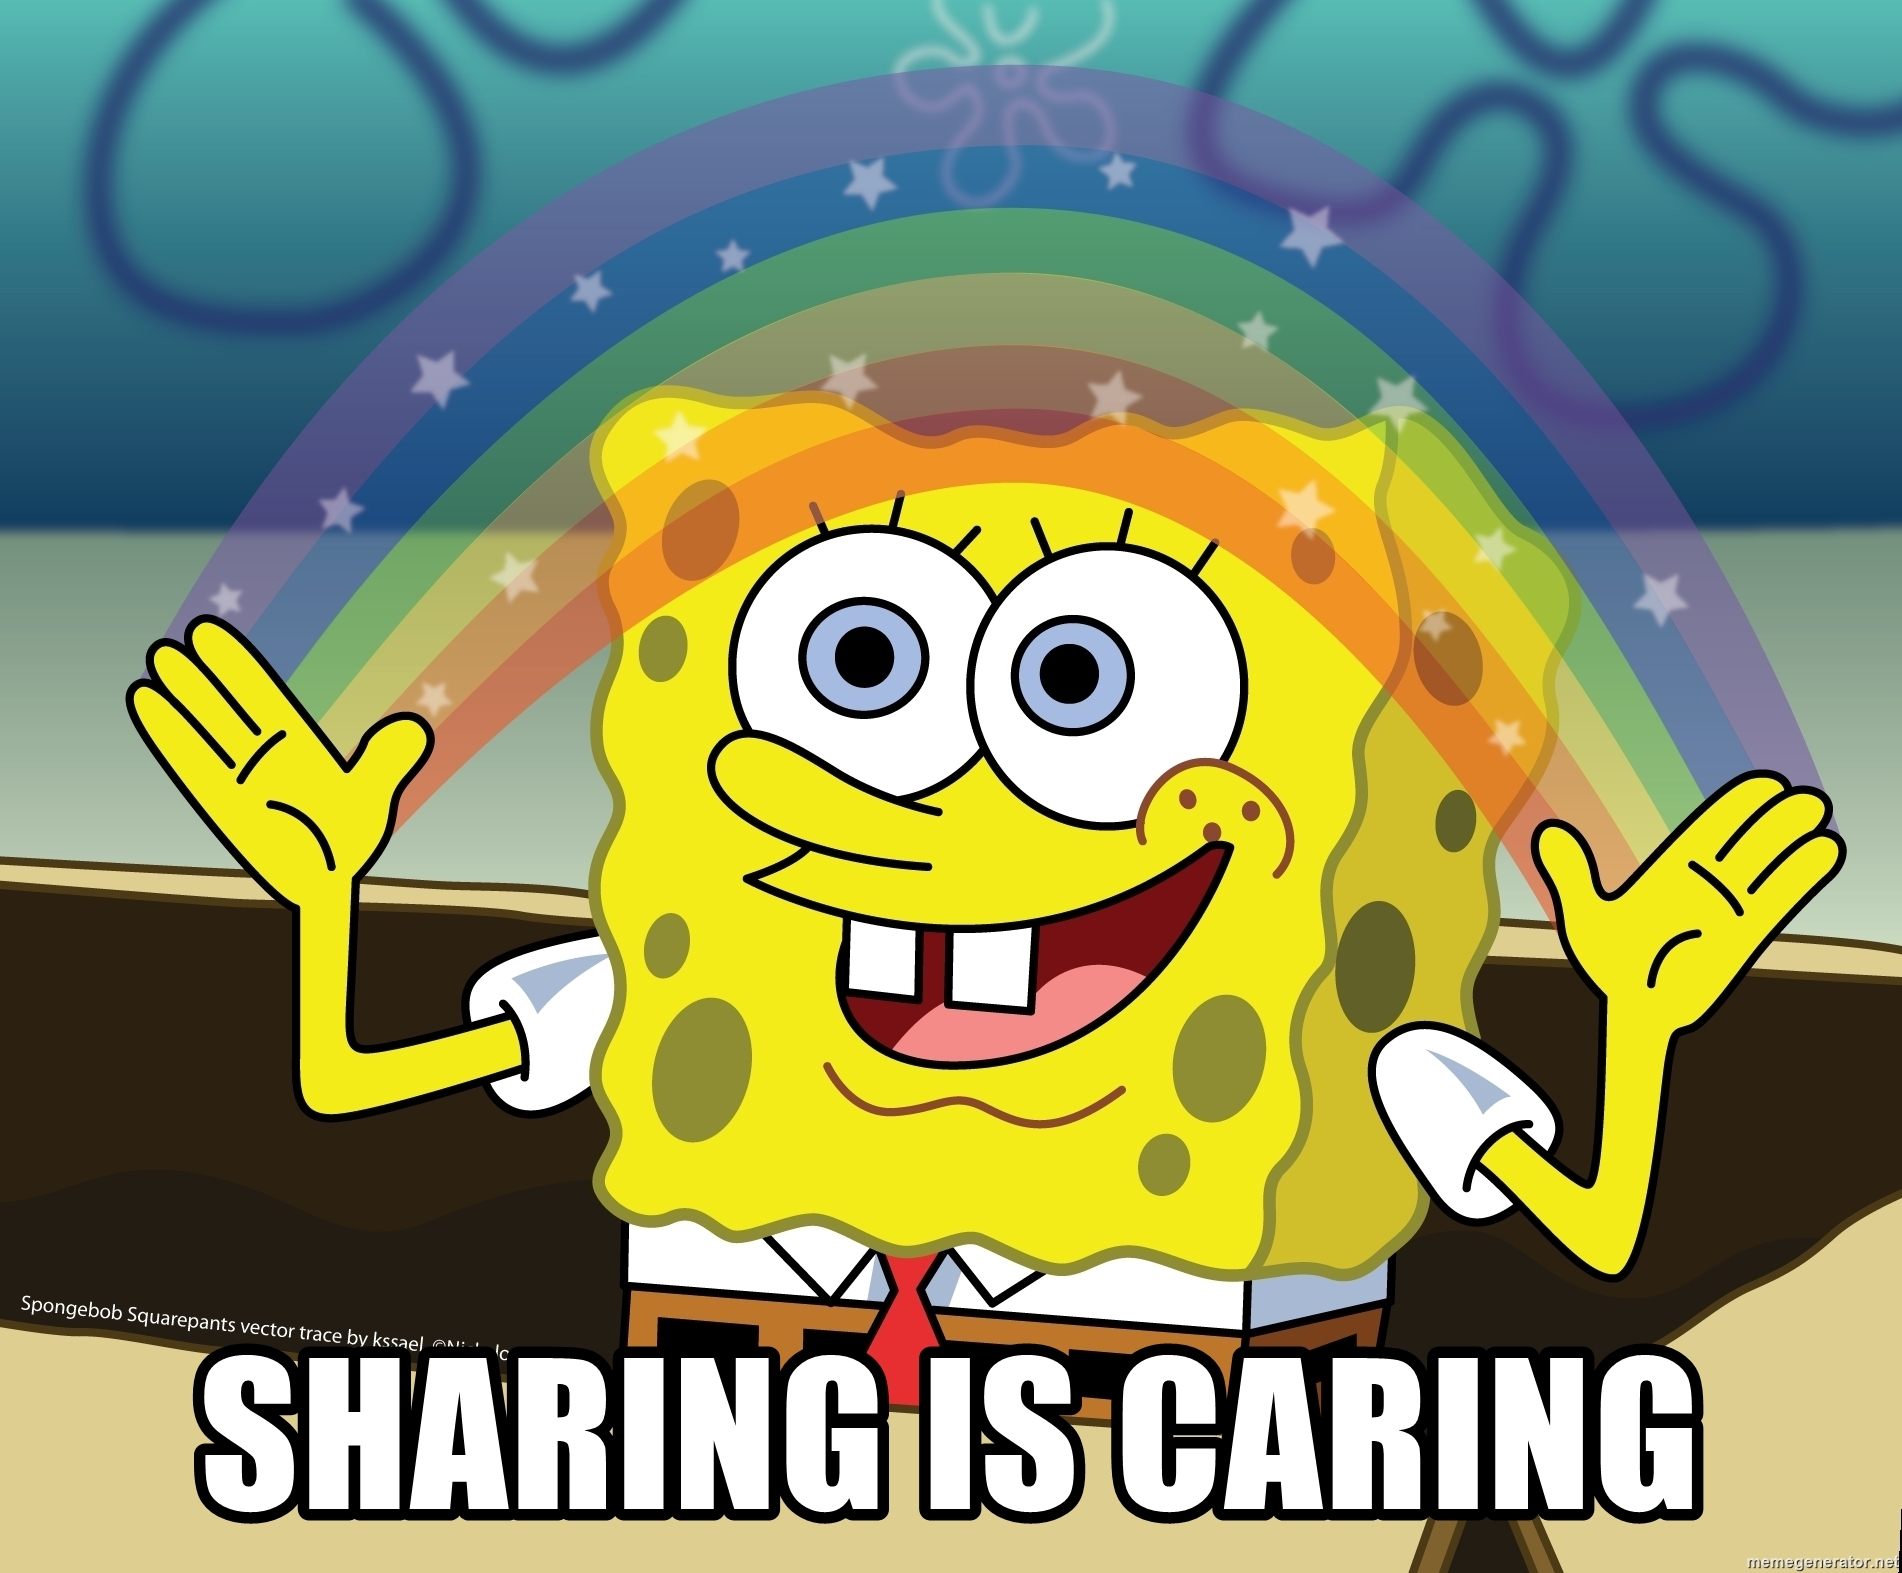 Spongebob Squarepants vector trace by kssael
SHARING IS CARING
memegenerator.net